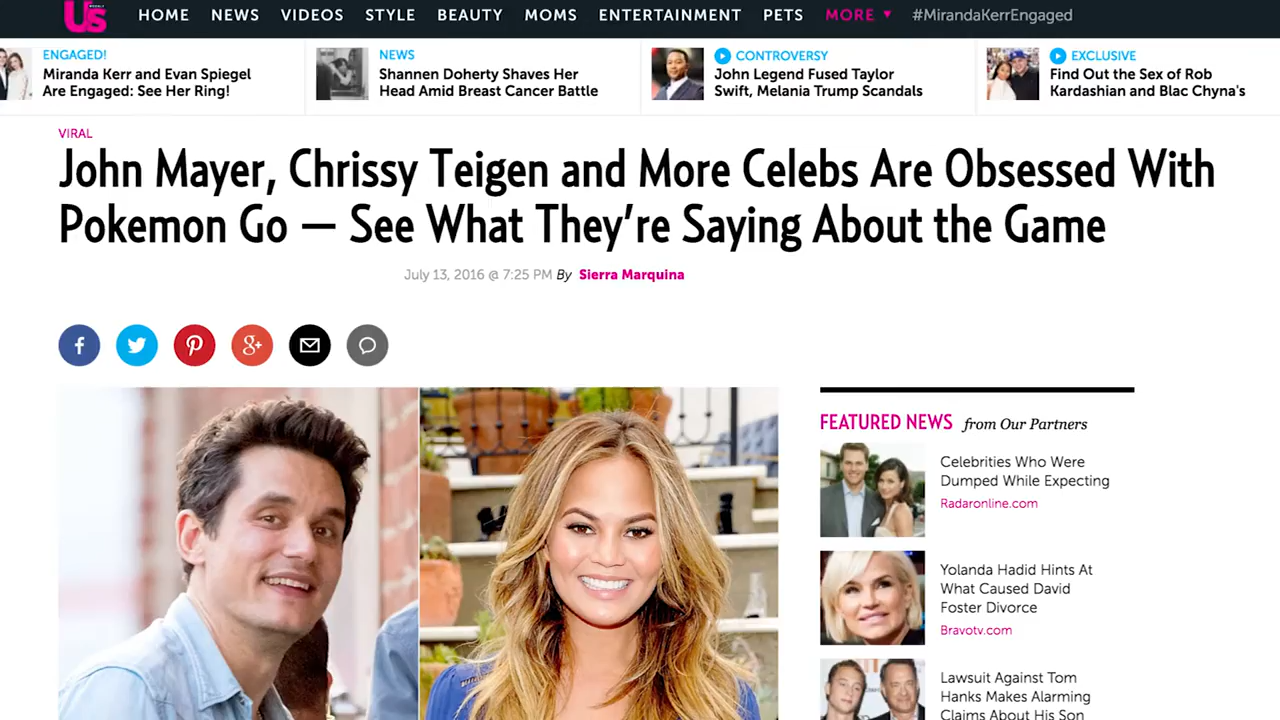 Us WEEKLY
HOME NEWS VIDEOS STYLE BEAUTY MOMS ENTERTAINMENT PETS MORE #MirandaKerrEngaged
ENGAGED!
Miranda Kerr and Evan Spiegel
Are Engaged: See Her Ring!
NEWS
Shannen Doherty Shaves Her
Head Amid Breast Cancer Battle
CONTROVERSY
John Legend Fused Taylor
Swift, Melania Trump Scandals
EXCLUSIVE
Find Out the Sex of Rob
Kardashian and Blac Chyna's
VIRAL
John Mayer, Chrissy Teigen and More Celebs Are Obsessed With
Pokemon Go — See What They're Saying About the Game
July 13, 2016 @ 7:25 PM By Sierra Marquina
FEATURED NEWS from Our Partners
Celebrities Who Were
Dumped While Expecting
Radaronline.com
Yolanda Hadid Hints At
What Caused David
Foster Divorce
Bravotv.com
Lawsuit Against Tom
Hanks Makes Alarming
Claims About His Son